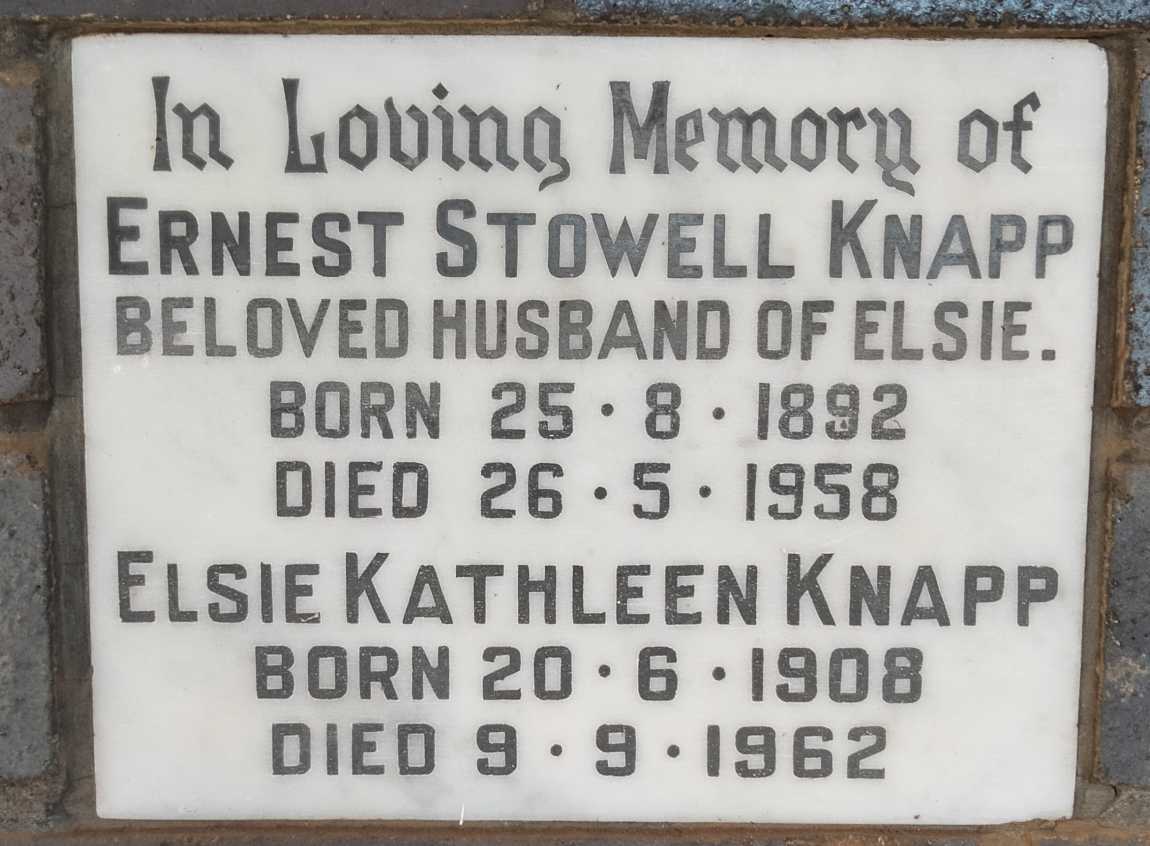 In Loving Memory of
ERNEST STOWELL KNAPP
BELOVED HUSBAND OF ELSIE.
BORN 25·8·1892
DIED 26·5·1958
ELSIE KATHLEEN KNAPP
BORN 20·6·1908
DIED 9·9·1962